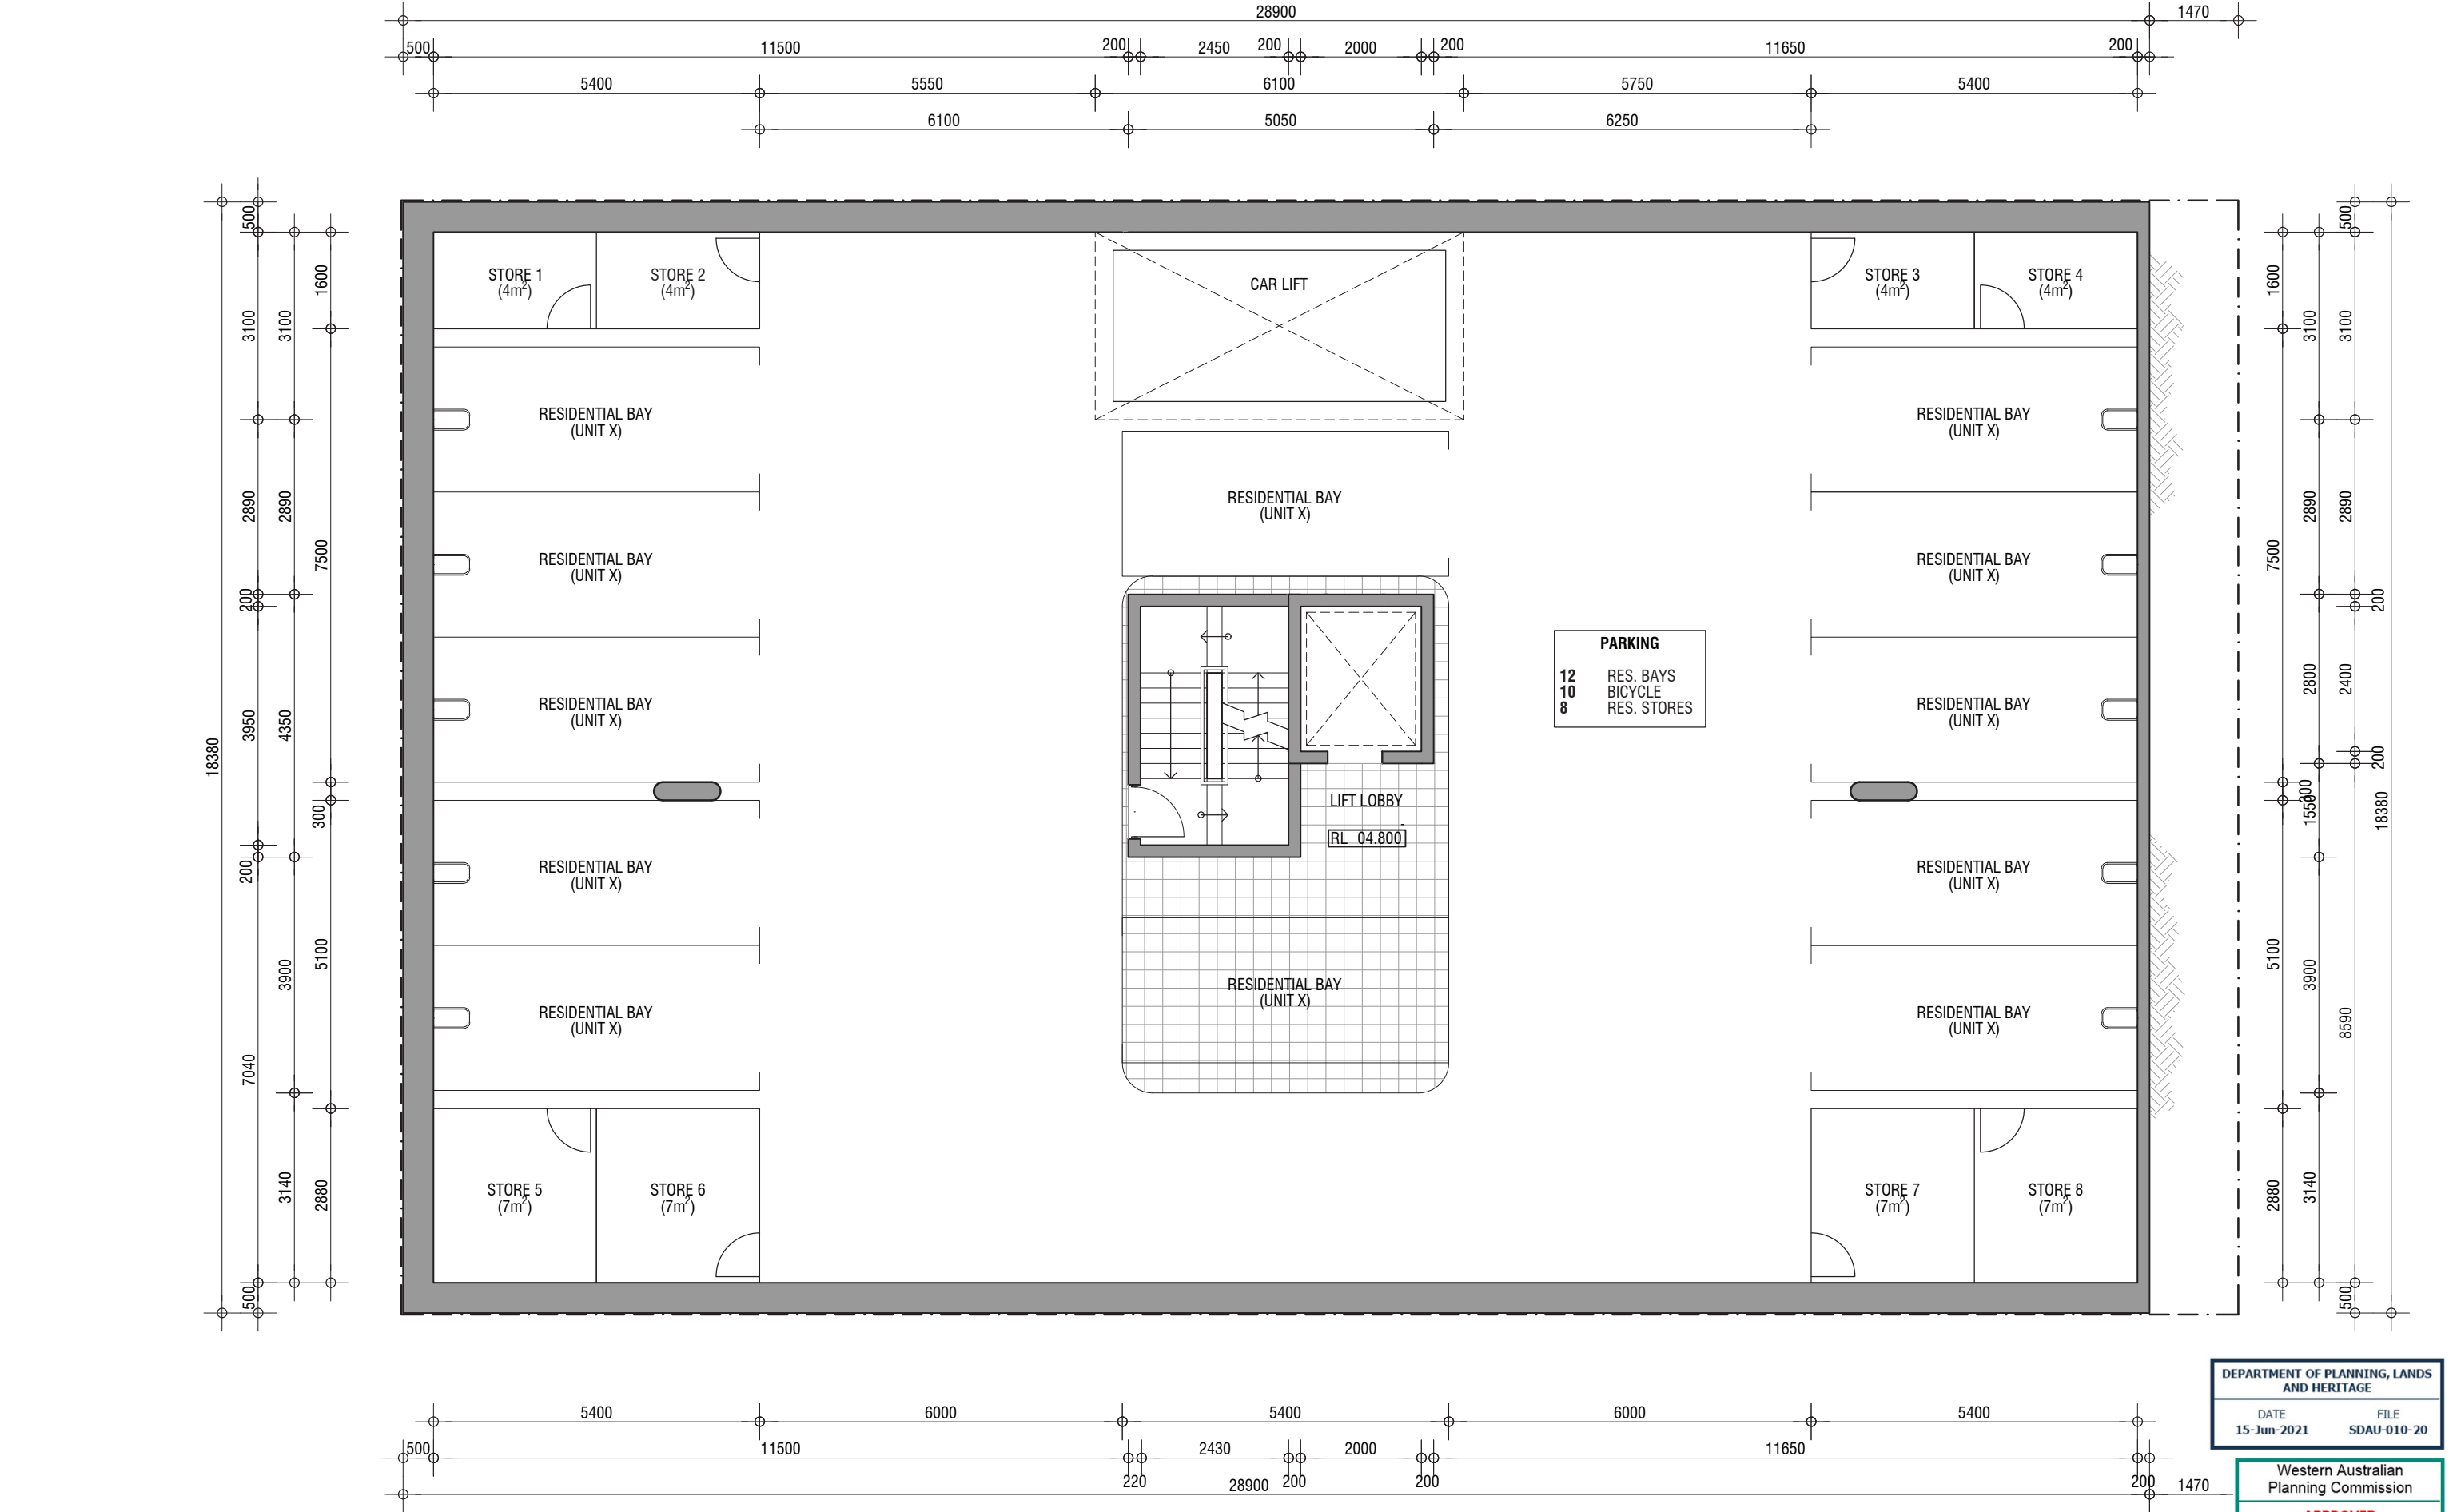 28900
1470
500
11500
200
2450
200
2000
200
11650
200
5400
5550
6100
5750
5400
6100
5050
6250
500
3100
2890
200
3950
200
7040
500
18380
3100
2890
4350
3900
3140
1600
7500
300
5100
2880
STORE 1
(4m²)
STORE 2
(4m²)
CAR LIFT
STORE 3
(4m²)
STORE 4
(4m²)
RESIDENTIAL BAY
(UNIT X)
RESIDENTIAL BAY
(UNIT X)
RESIDENTIAL BAY
(UNIT X)
RESIDENTIAL BAY
(UNIT X)
RESIDENTIAL BAY
(UNIT X)
RESIDENTIAL BAY
(UNIT X)
PARKING
12 RES. BAYS
10 BICYCLE
8 RES. STORES
RESIDENTIAL BAY
(UNIT X)
RESIDENTIAL BAY
(UNIT X)
LIFT LOBBY
RL 04.800
RESIDENTIAL BAY
(UNIT X)
RESIDENTIAL BAY
(UNIT X)
RESIDENTIAL BAY
(UNIT X)
RESIDENTIAL BAY
(UNIT X)
STORE 5
(7m²)
STORE 6
(7m²)
STORE 7
(7m²)
STORE 8
(7m²)
1600
7500
300
5100
2880
3100
2890
2800
1550
3900
3140
500
3100
2890
200
2400
200
8590
500
18380
5400
6000
5400
6000
5400
500
11500
2430
2000
11650
220
200
200
200
28900
1470
DEPARTMENT OF PLANNING, LANDS
AND HERITAGE
DATE FILE
15-Jun-2021 SDAU-010-20
Western Australian
Planning Commission